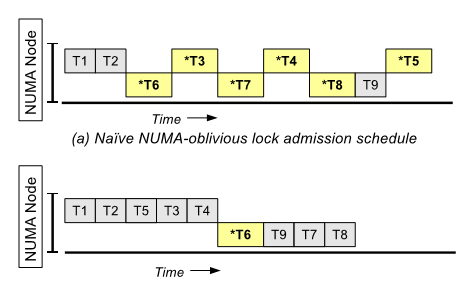 NUMA Node
T1 T2 *T3 *T4 *T5
*T6 *T7 *T8 T9
Time
(a) Naïve NUMA-oblivious lock admission schedule
NUMA Node
T1 T2 T5 T3 T4
*T6 T9 T7 T8
Time